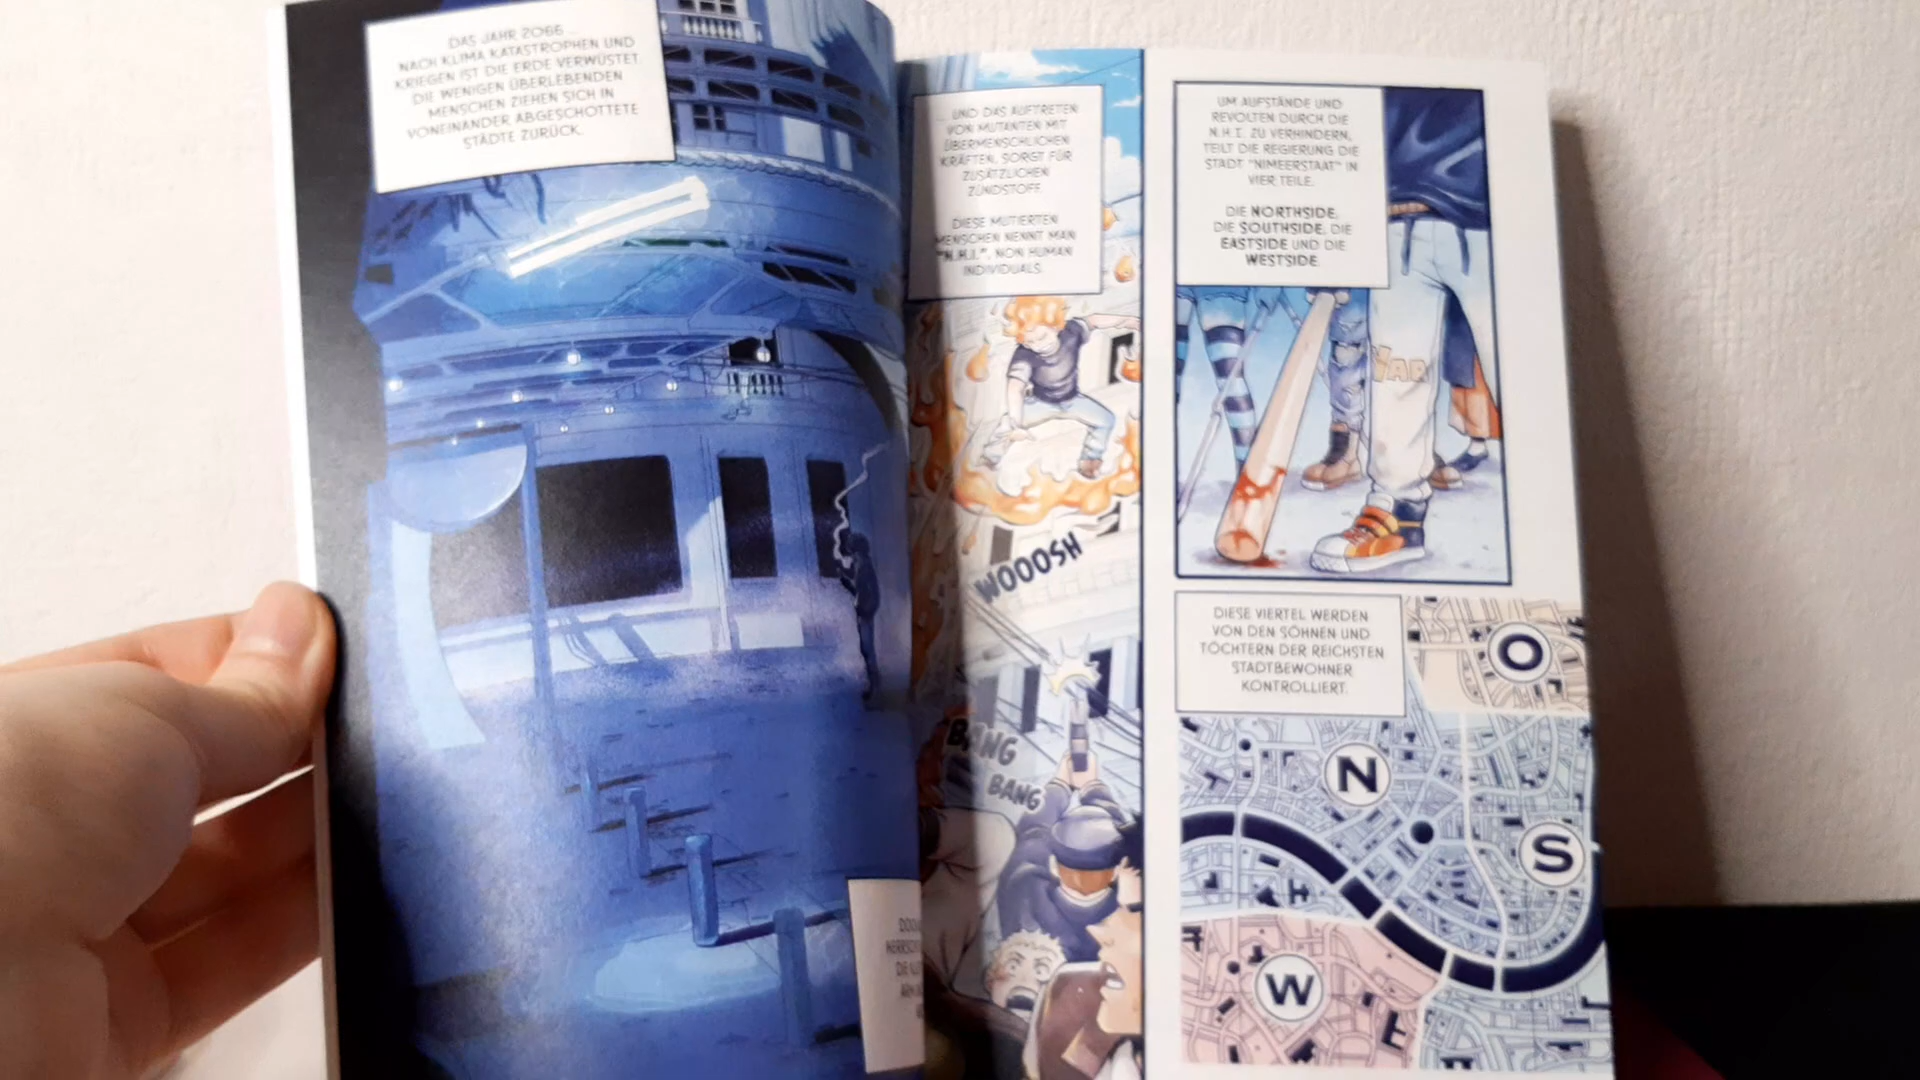 DAS JAHR 2066 ...
NACH KLIMA KATASTROPHEN UND
KRIEGEN IST DIE ERDE VERWÜSTET.
DIE WENIGEN ÜBERLEBENDEN
MENSCHEN ZIEHEN SICH IN
VONEINANDER ABGESCHOTTETE
STÄDTE ZURÜCK.
... UND DAS AUFTRETEN
VON MUTANTEN MIT
ÜBERMENSCHLICHEN
KRÄFTEN, SORGT FÜR
ZUSÄTZLICHEN
ZÜNDSTOFF.
DIESE MUTIERTEN
MENSCHEN NENNT MAN
"N.H.I.", NON HUMAN
INDIVIDUALS.
WOOOSH
BANG
BANG
UM AUFSTÄNDE UND
REVOLTEN DURCH DIE
N.H.I. ZU VERHINDERN,
TEILT DIE REGIERUNG DIE
STADT "NIMEERSTAAT" IN
VIER TEILE.
DIE NORTHSIDE,
DIE SOUTHSIDE, DIE
EASTSIDE UND DIE
WESTSIDE.
DIESE VIERTEL WERDEN
VON DEN SÖHNEN UND
TÖCHTERN DER REICHSTEN
STADTBEWOHNER
KONTROLLIERT.
O
N
S
W